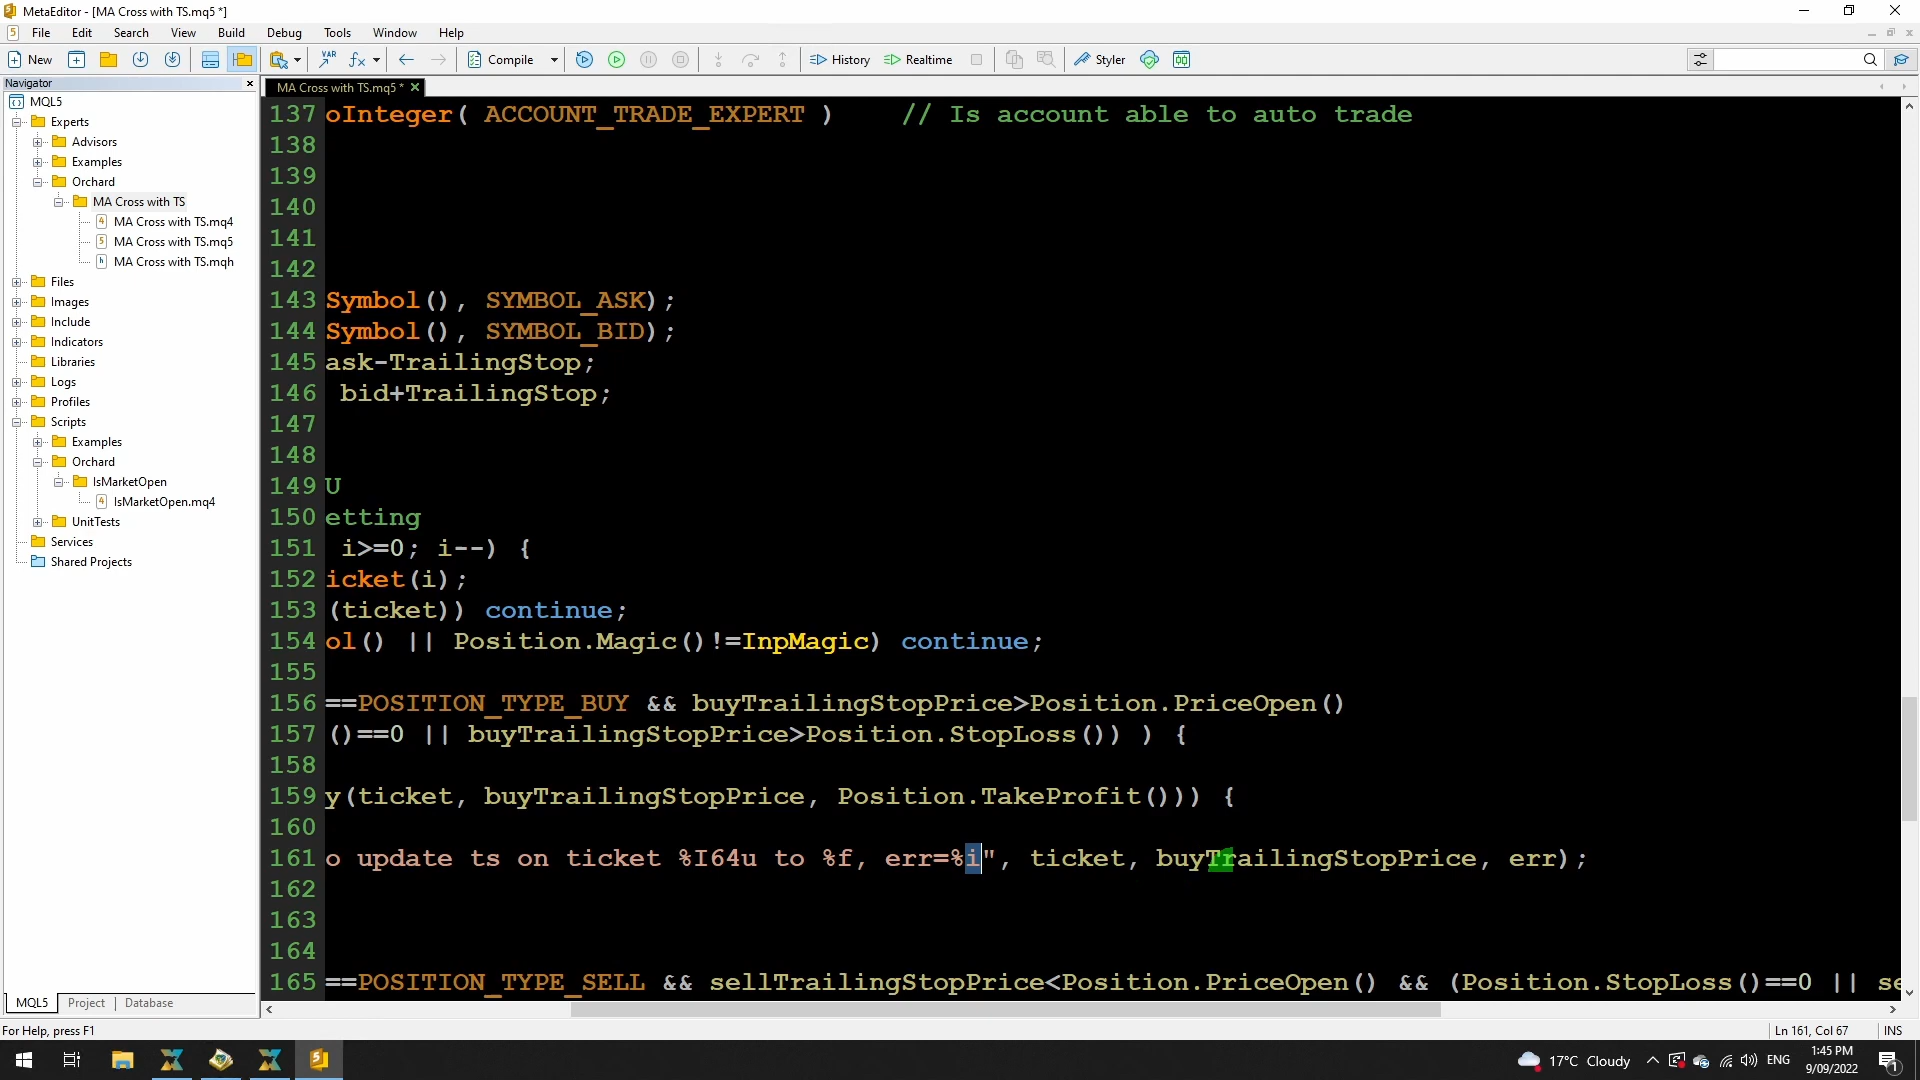 MetaEditor - [MA Cross with TS.mq5 *]
File Edit Search View Build Debug Tools Window Help
New VAR Compile History Realtime Styler
Navigator
MA Cross with TS.mq5 *
MQL5
Experts
Advisors
Examples
Orchard
MA Cross with TS
MA Cross with TS.mq4
MA Cross with TS.mq5
MA Cross with TS.mqh
Files
Images
Include
Indicators
Libraries
Logs
Profiles
Scripts
Examples
Orchard
IsMarketOpen
IsMarketOpen.mq4
UnitTests
Services
Shared Projects
MQL5 Project Database
137 oInteger( ACCOUNT_TRADE_EXPERT ) // Is account able to auto trade
138
139
140
141
142
143 Symbol(), SYMBOL_ASK);
144 Symbol(), SYMBOL_BID);
145 ask-TrailingStop;
146 bid+TrailingStop;
147
148
149 U
150 etting
151 i>=0; i--) {
152 icket(i);
153 (ticket)) continue;
154 ol() || Position.Magic()!=InpMagic) continue;
155
156 ==POSITION_TYPE_BUY && buyTrailingStopPrice>Position.PriceOpen()
157 ()==0 || buyTrailingStopPrice>Position.StopLoss()) ) {
158
159 y(ticket, buyTrailingStopPrice, Position.TakeProfit())) {
160
161 o update ts on ticket %I64u to %f, err=%i", ticket, buyTrailingStopPrice, err);
162
163
164
165 ==POSITION_TYPE_SELL && sellTrailingStopPrice<Position.PriceOpen() && (Position.StopLoss()==0 || se
For Help, press F1
Ln 161, Col 67 INS
17°C Cloudy ENG
1:45 PM
9/09/2022